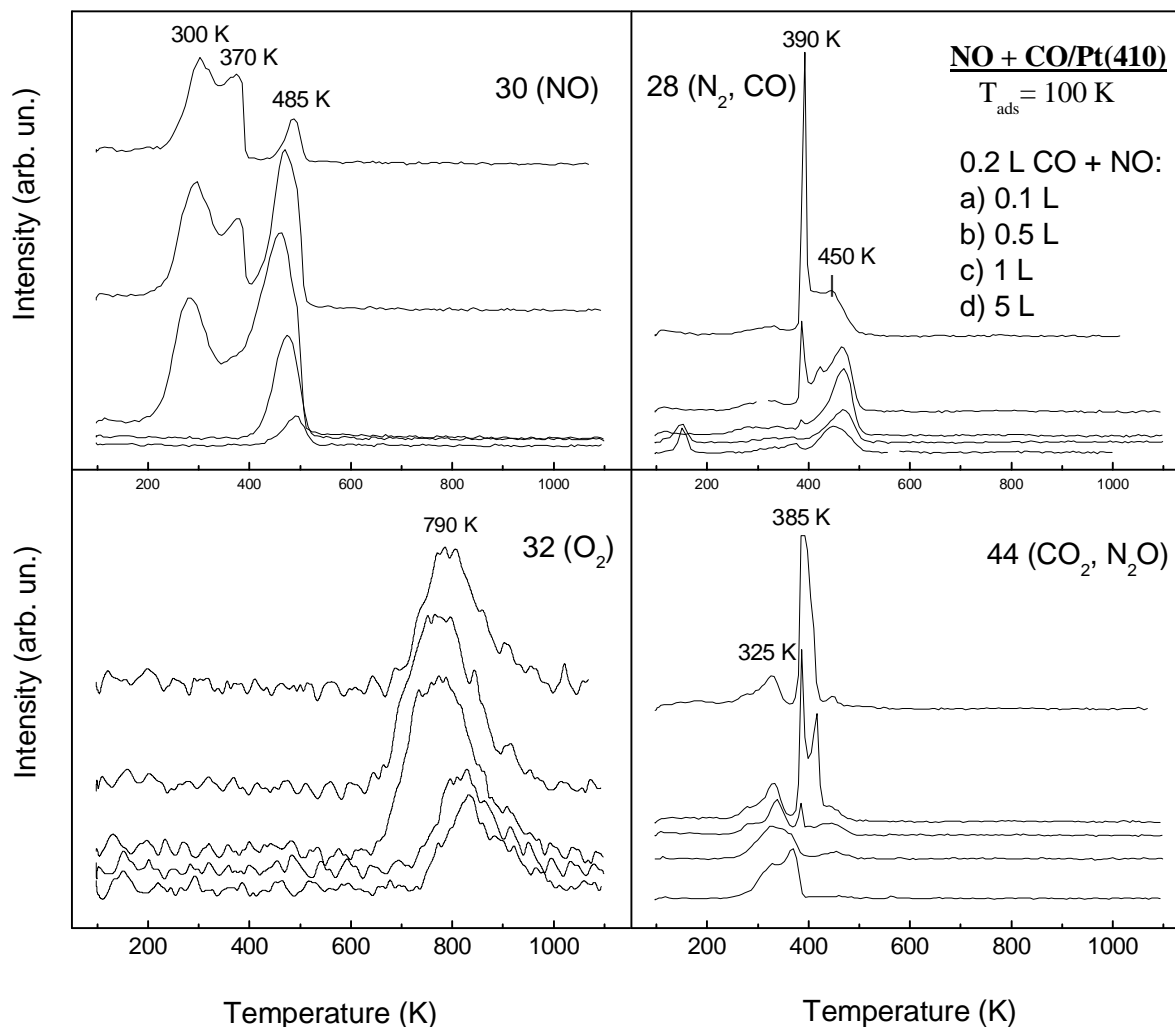 300 K
370 K
485 K
30 (NO)
Intensity (arb. un.)
200 400 600 800 1000
390 K
450 K
28 (N₂, CO)
NO + CO/Pt(410)
T_ads = 100 K
0.2 L CO + NO:
a) 0.1 L
b) 0.5 L
c) 1 L
d) 5 L
200 400 600 800 1000
790 K
32 (O₂)
Intensity (arb. un.)
200 400 600 800 1000
Temperature (K)
385 K
325 K
44 (CO₂, N₂O)
200 400 600 800 1000
Temperature (K)